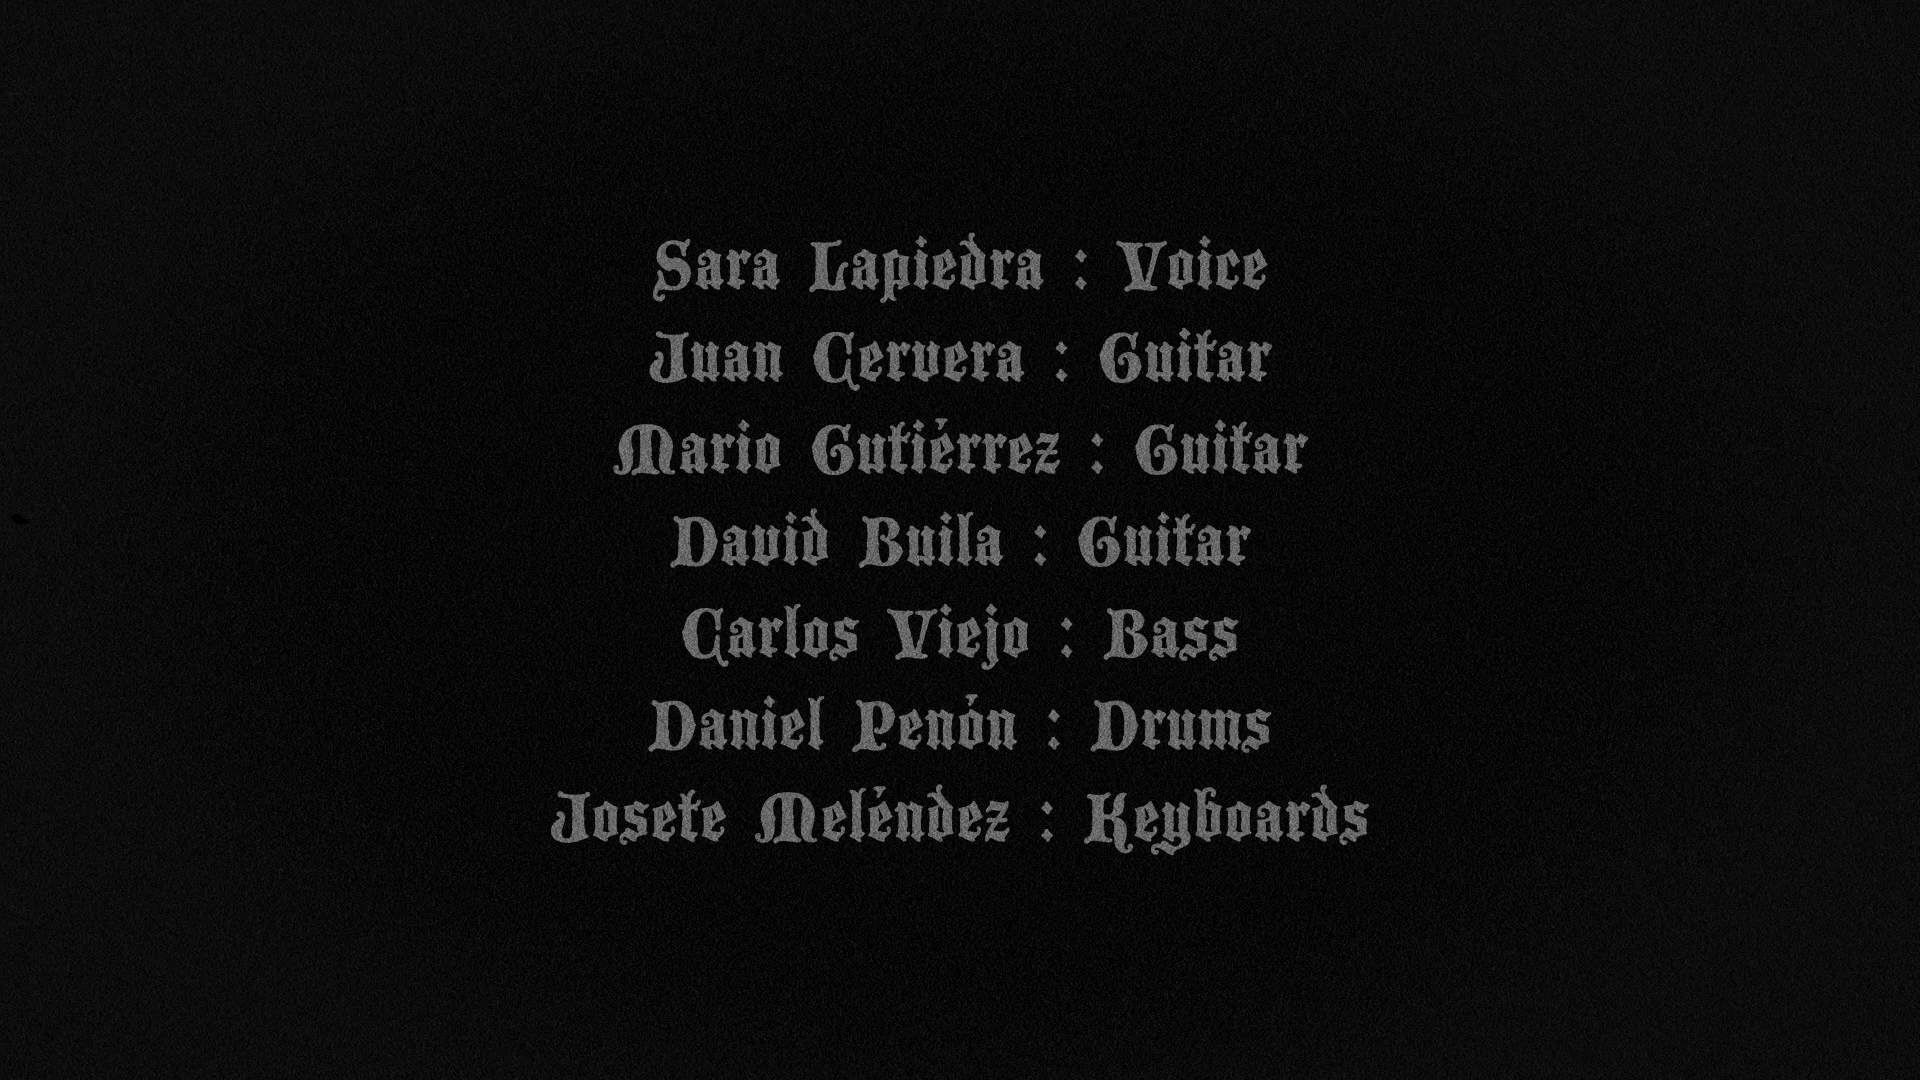 Sara Lapiedra : Voice
Juan Cervera : Guitar
Mario Gutiérrez : Guitar
David Buila : Guitar
Carlos Viejo : Bass
Daniel Penón : Drums
Josete Meléndez : Keyboards